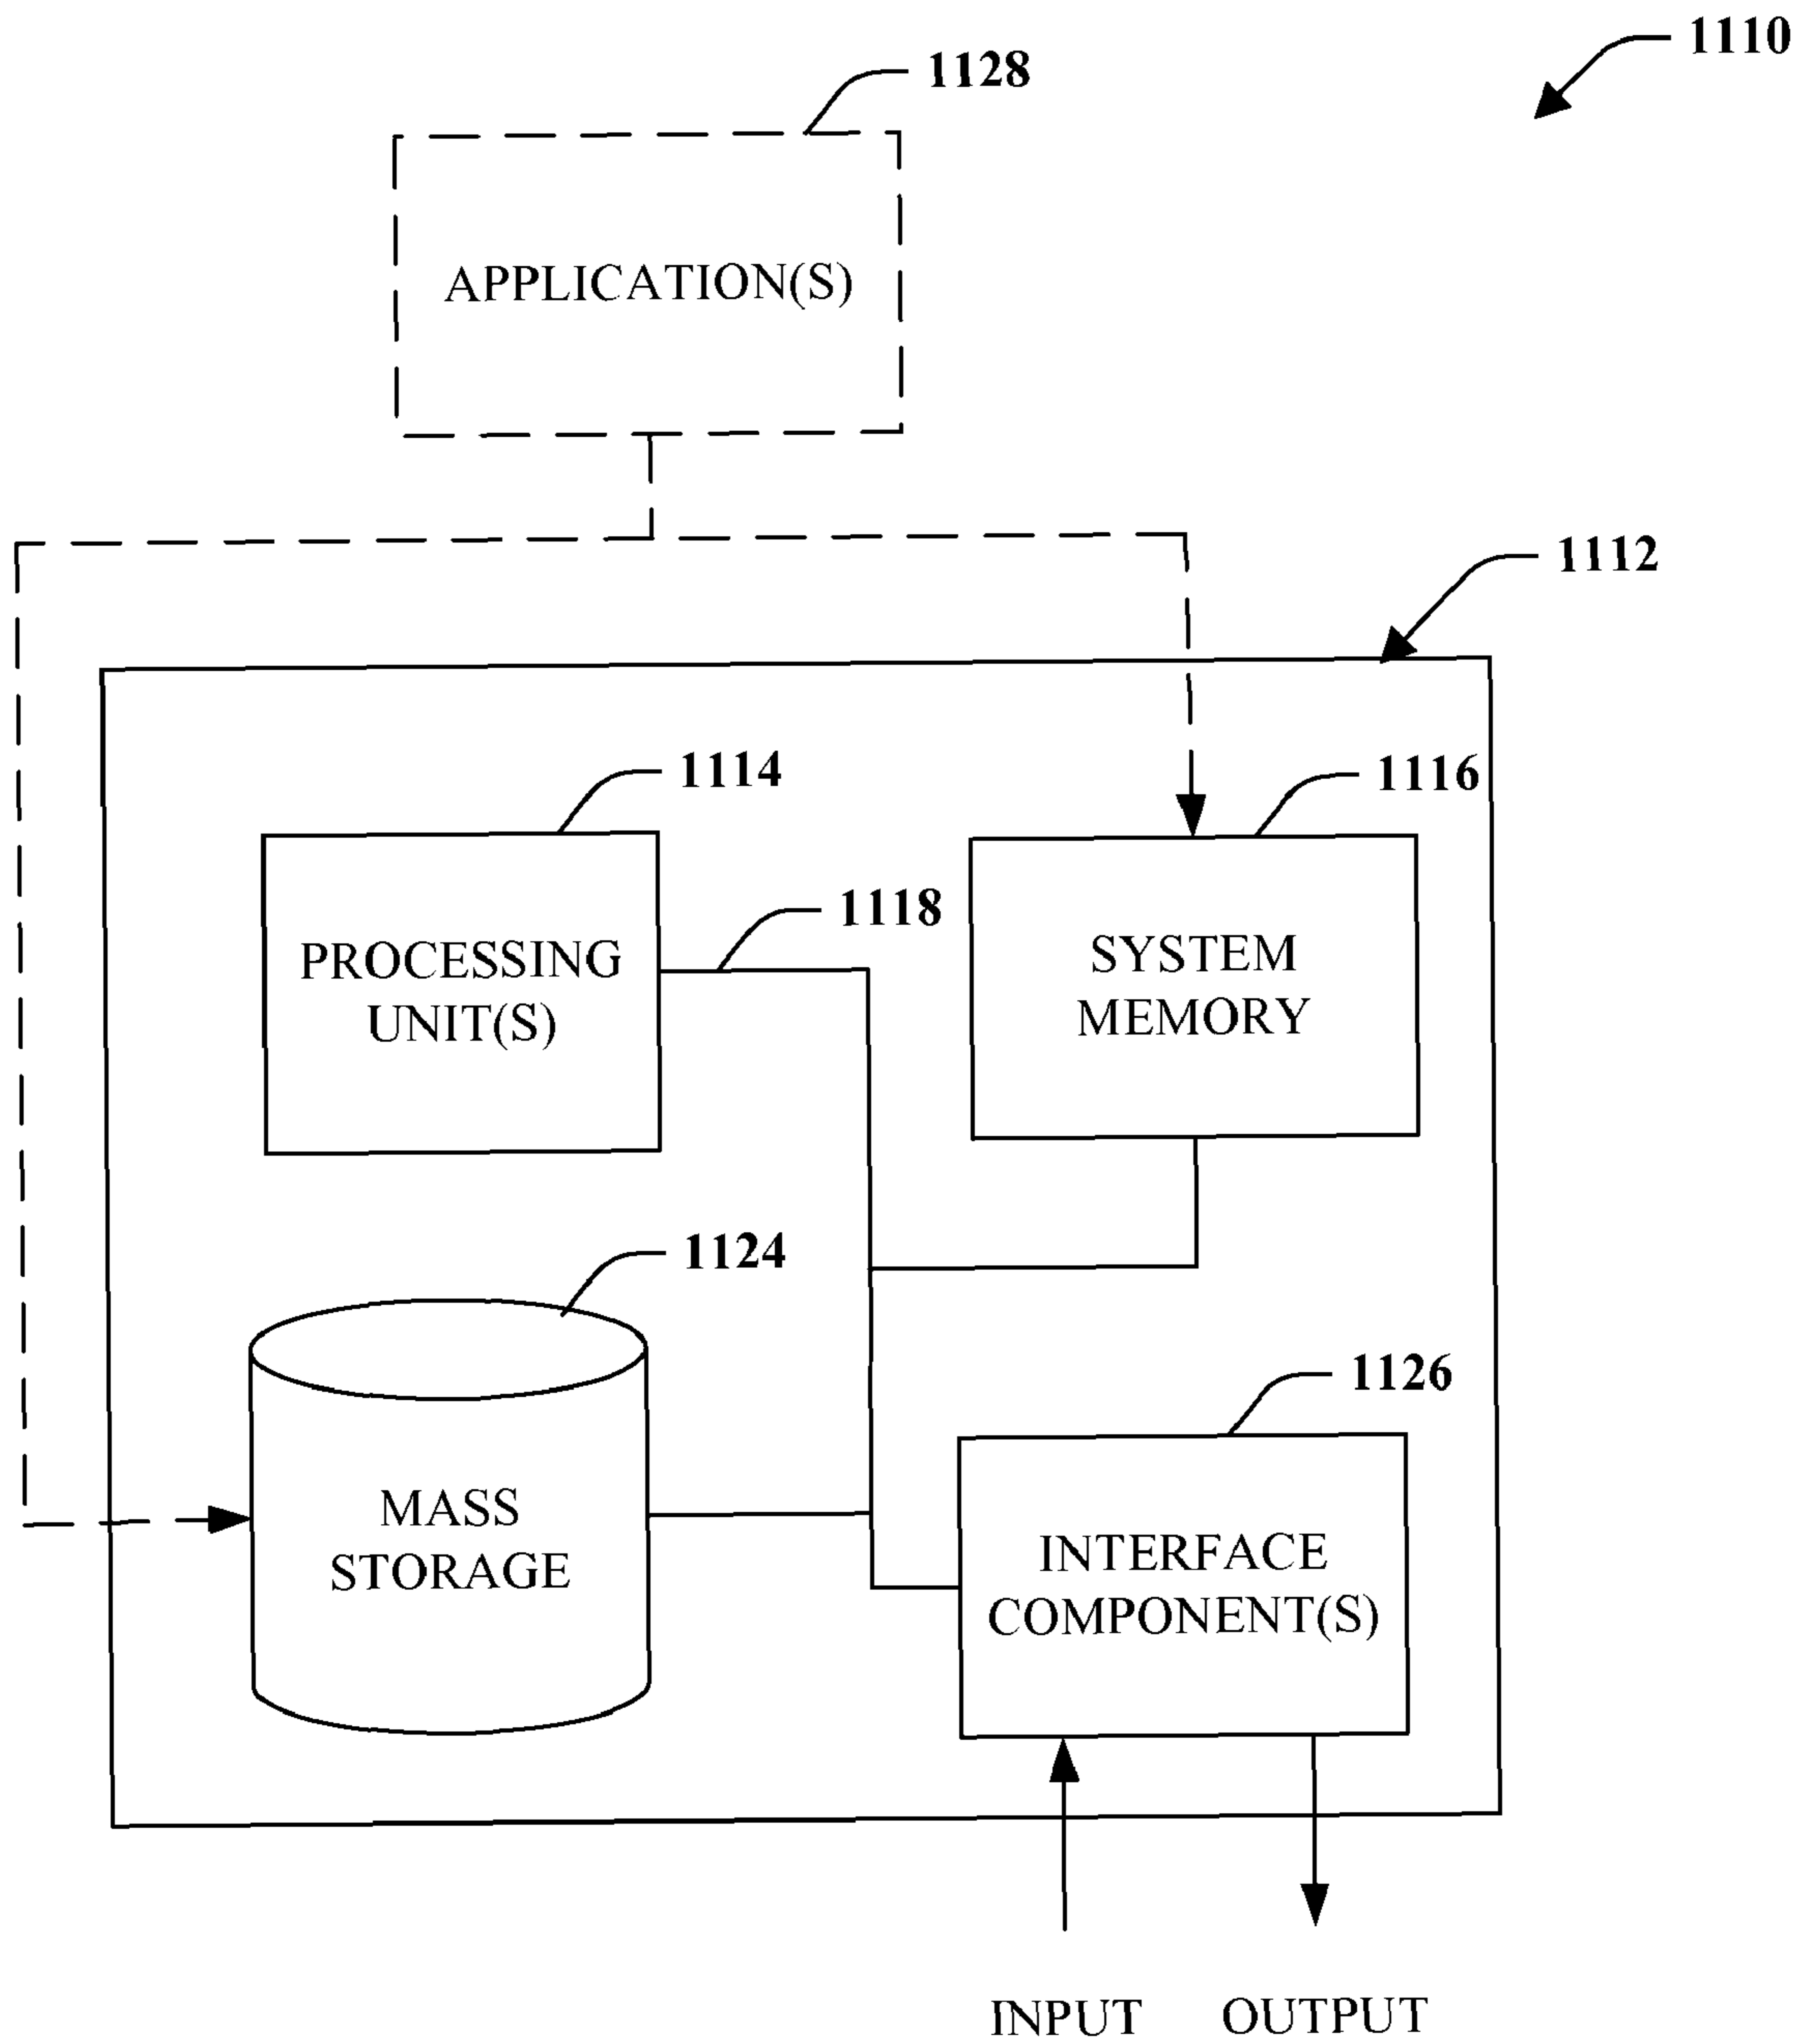 1110
1128
APPLICATION(S)
1112
1114
1116
1118
PROCESSING
UNIT(S)
SYSTEM
MEMORY
1124
1126
MASS
STORAGE
INTERFACE
COMPONENT(S)
INPUT
OUTPUT